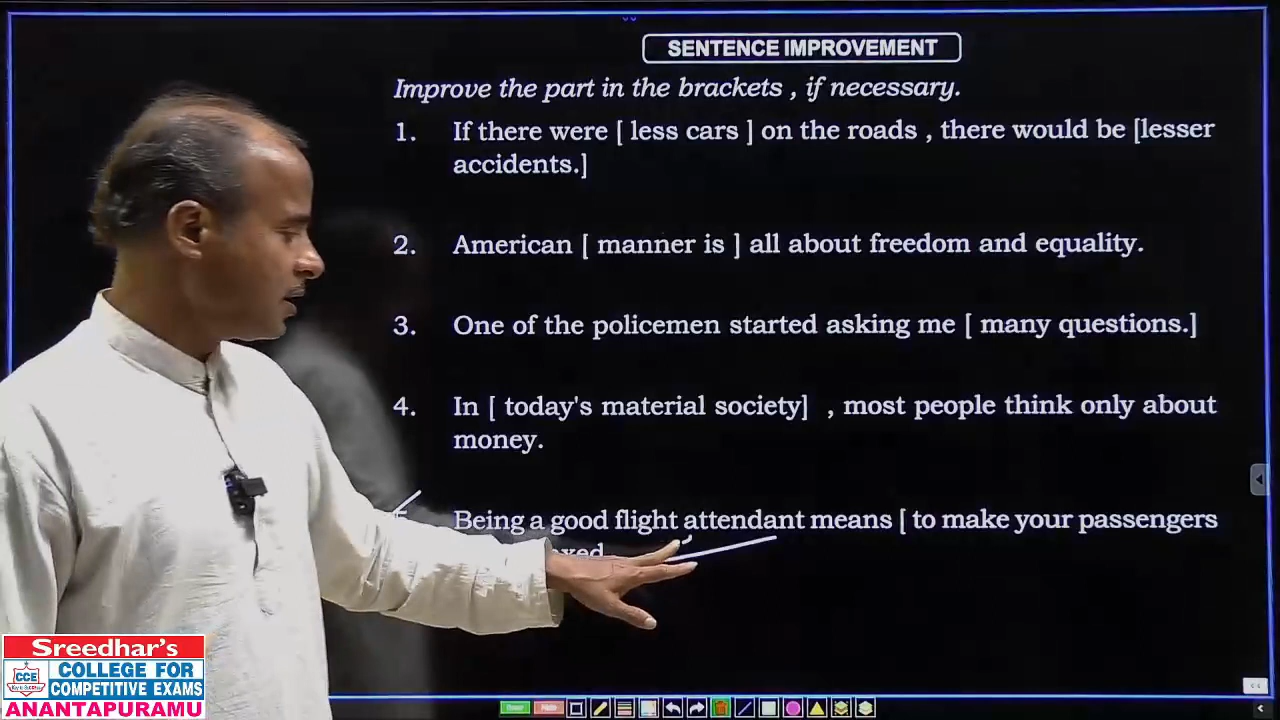 SENTENCE IMPROVEMENT
Improve the part in the brackets , if necessary.
1. If there were [ less cars ] on the roads , there would be [lesser
accidents.]
2. American [ manner is ] all about freedom and equality.
3. One of the policemen started asking me [ many questions.]
4. In [ today's material society] , most people think only about
money.
Being a good flight attendant means [ to make your passengers
Sreedhar's
CCE
COLLEGE FOR
COMPETITIVE EXAMS
ANANTAPURAMU